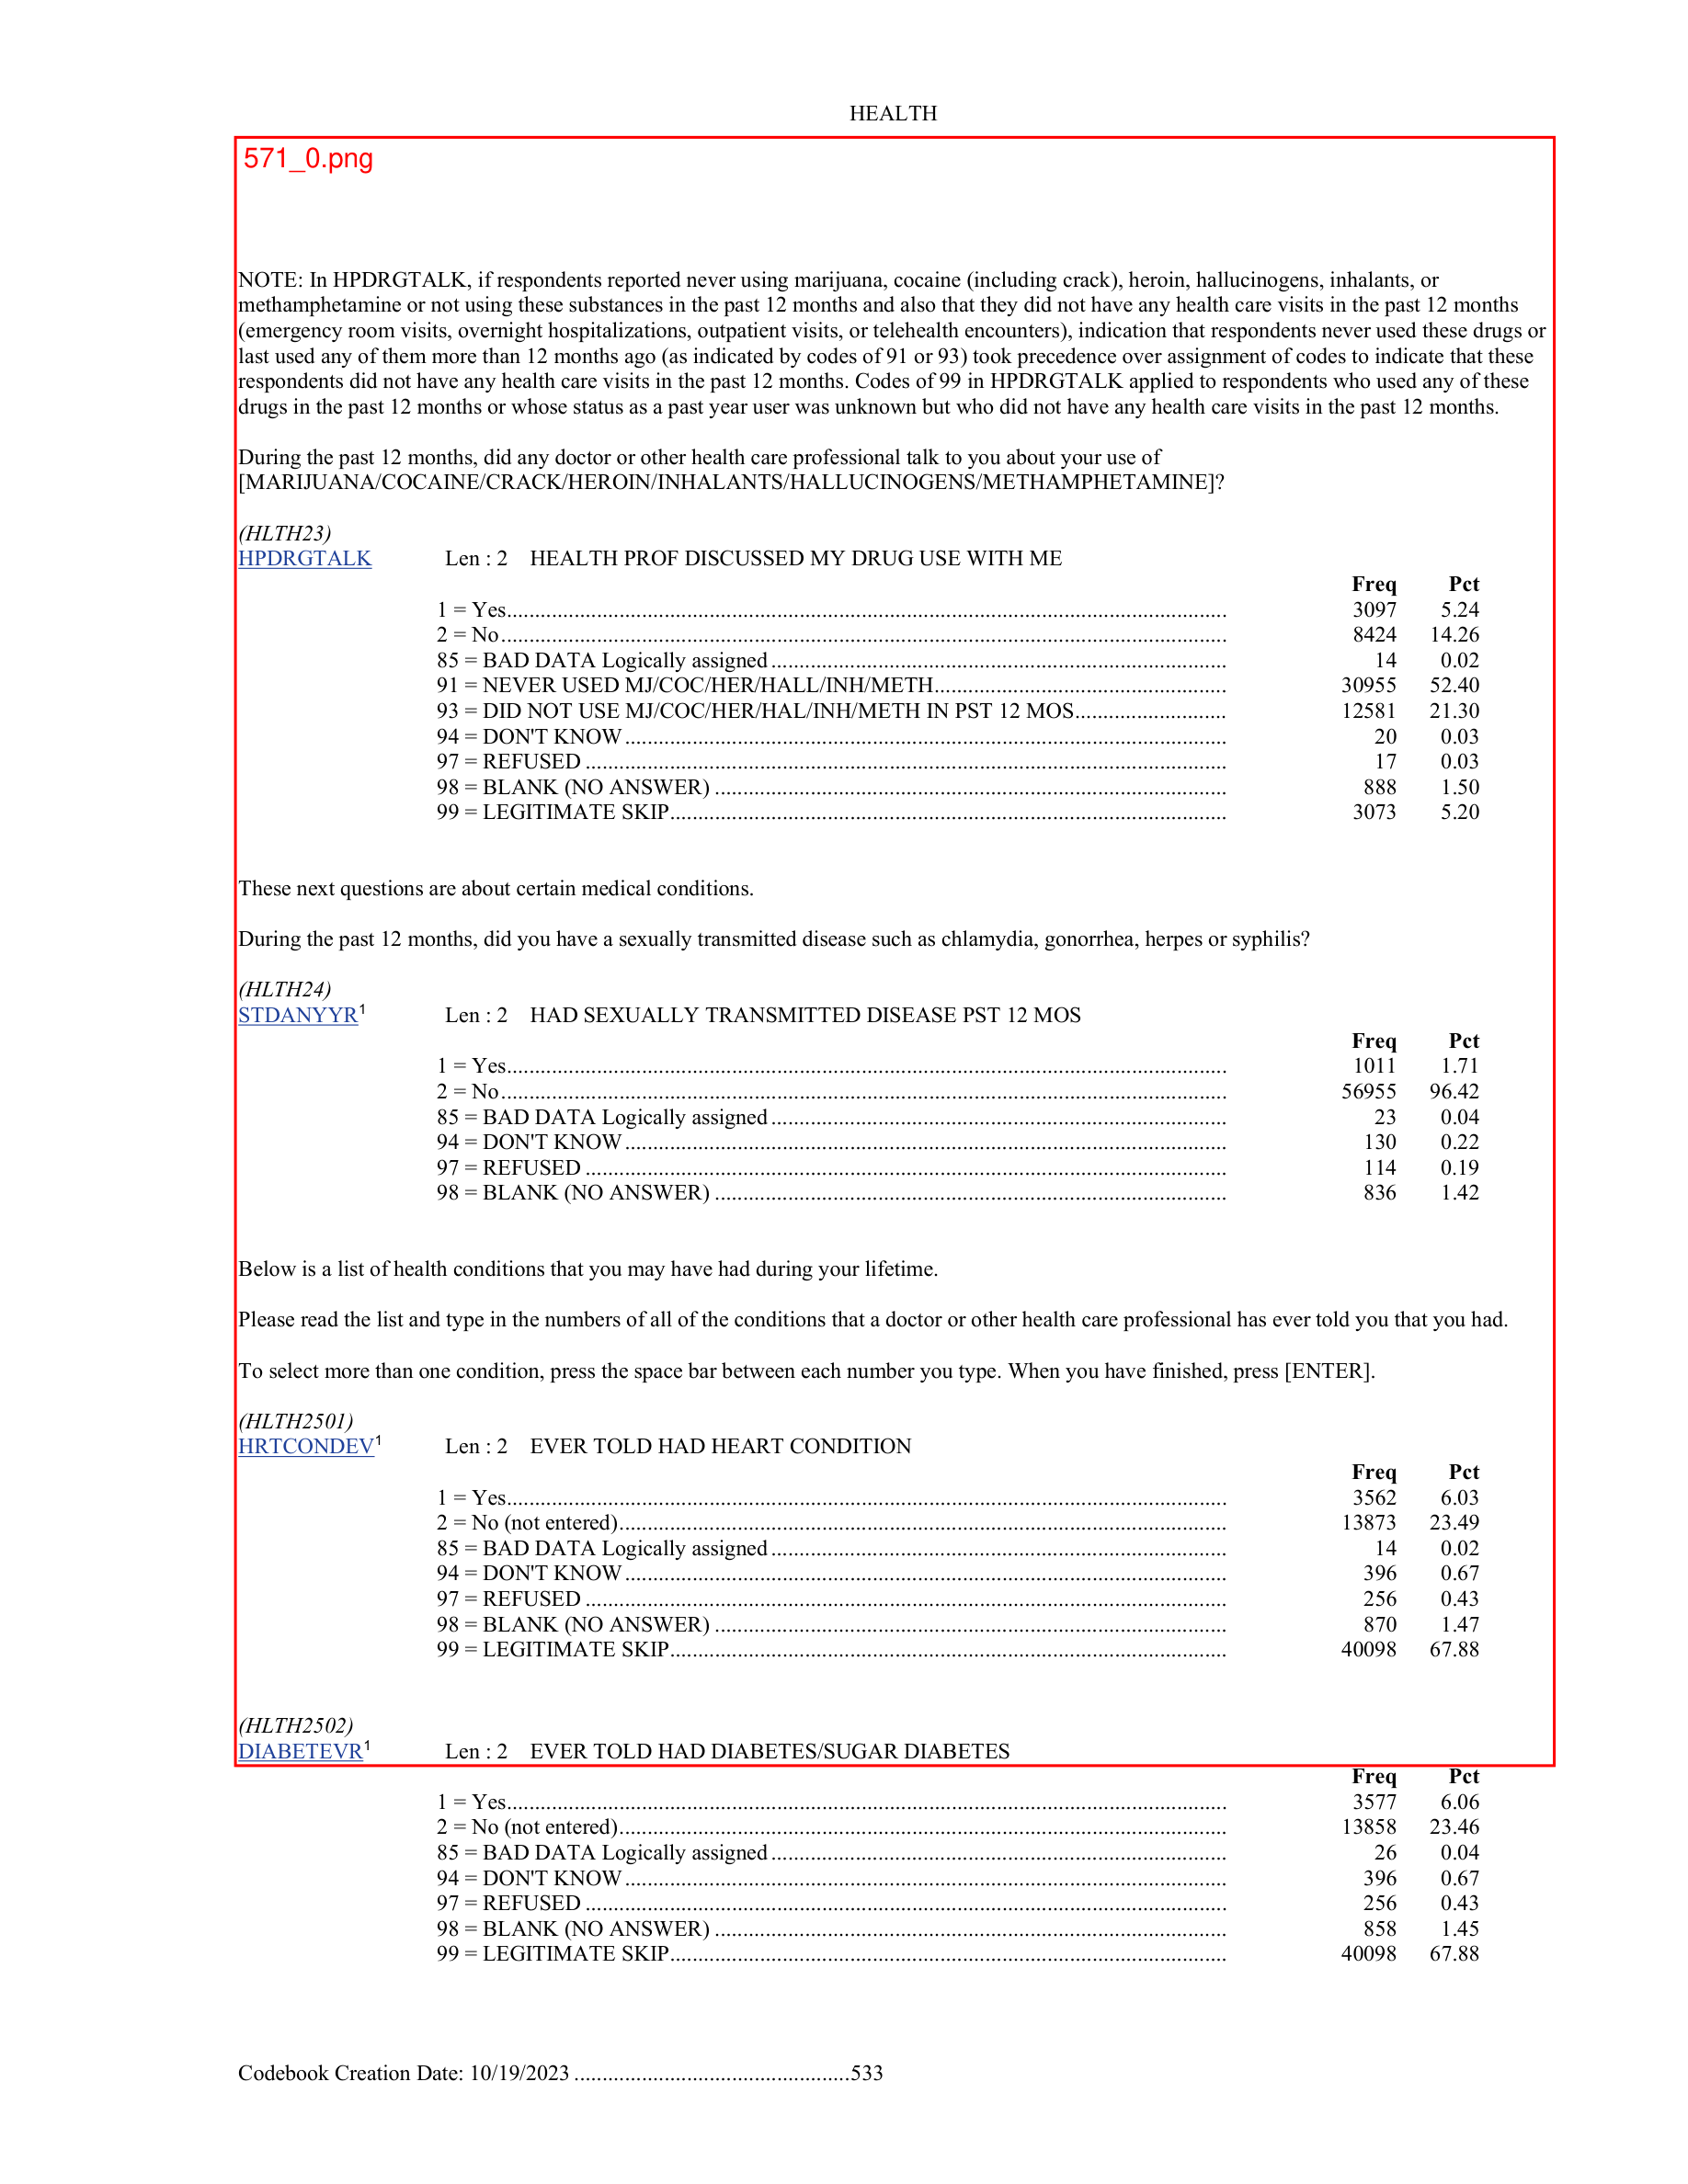 HEALTH
571_0.png
NOTE: In HPDRGTALK, if respondents reported never using marijuana, cocaine (including crack), heroin, hallucinogens, inhalants, or
methamphetamine or not using these substances in the past 12 months and also that they did not have any health care visits in the past 12 months
(emergency room visits, overnight hospitalizations, outpatient visits, or telehealth encounters), indication that respondents never used these drugs or
last used any of them more than 12 months ago (as indicated by codes of 91 or 93) took precedence over assignment of codes to indicate that these
respondents did not have any health care visits in the past 12 months. Codes of 99 in HPDRGTALK applied to respondents who used any of these
drugs in the past 12 months or whose status as a past year user was unknown but who did not have any health care visits in the past 12 months.
During the past 12 months, did any doctor or other health care professional talk to you about your use of
[MARIJUANA/COCAINE/CRACK/HEROIN/INHALANTS/HALLUCINOGENS/METHAMPHETAMINE]?
(HLTH23)
HPDRGTALK Len : 2 HEALTH PROF DISCUSSED MY DRUG USE WITH ME
Freq Pct
1 = Yes 3097 5.24
2 = No 8424 14.26
85 = BAD DATA Logically assigned 14 0.02
91 = NEVER USED MJ/COC/HER/HALL/INH/METH 30955 52.40
93 = DID NOT USE MJ/COC/HER/HAL/INH/METH IN PST 12 MOS 12581 21.30
94 = DON'T KNOW 20 0.03
97 = REFUSED 17 0.03
98 = BLANK (NO ANSWER) 888 1.50
99 = LEGITIMATE SKIP 3073 5.20
These next questions are about certain medical conditions.
During the past 12 months, did you have a sexually transmitted disease such as chlamydia, gonorrhea, herpes or syphilis?
(HLTH24)
STDANYYR1 Len : 2 HAD SEXUALLY TRANSMITTED DISEASE PST 12 MOS
Freq Pct
1 = Yes 1011 1.71
2 = No 56955 96.42
85 = BAD DATA Logically assigned 23 0.04
94 = DON'T KNOW 130 0.22
97 = REFUSED 114 0.19
98 = BLANK (NO ANSWER) 836 1.42
Below is a list of health conditions that you may have had during your lifetime.
Please read the list and type in the numbers of all of the conditions that a doctor or other health care professional has ever told you that you had.
To select more than one condition, press the space bar between each number you type. When you have finished, press [ENTER].
(HLTH2501)
HRTCONDEV1 Len : 2 EVER TOLD HAD HEART CONDITION
Freq Pct
1 = Yes 3562 6.03
2 = No (not entered) 13873 23.49
85 = BAD DATA Logically assigned 14 0.02
94 = DON'T KNOW 396 0.67
97 = REFUSED 256 0.43
98 = BLANK (NO ANSWER) 870 1.47
99 = LEGITIMATE SKIP 40098 67.88
(HLTH2502)
DIABETEVR1 Len : 2 EVER TOLD HAD DIABETES/SUGAR DIABETES
Freq Pct
1 = Yes 3577 6.06
2 = No (not entered) 13858 23.46
85 = BAD DATA Logically assigned 26 0.04
94 = DON'T KNOW 396 0.67
97 = REFUSED 256 0.43
98 = BLANK (NO ANSWER) 858 1.45
99 = LEGITIMATE SKIP 40098 67.88
Codebook Creation Date: 10/19/2023 533